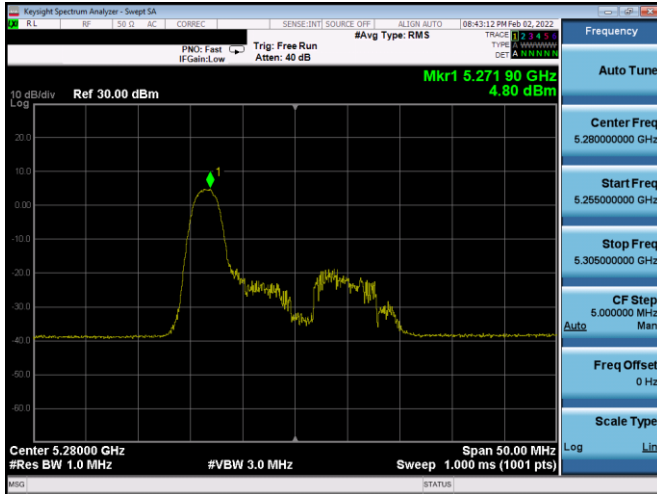 Keysight Spectrum Analyzer - Swept SA
LXI RL RF 50 Ω AC CORREC SENSE:INT SOURCE OFF ALIGN AUTO 08:43:12 PM Feb 02, 2022
#Avg Type: RMS
TRACE 1 2 3 4 5 6
TYPE A WWWWW
DET A N N N N N
PNO: Fast
IFGain:Low
Trig: Free Run
Atten: 40 dB
Mkr1 5.271 90 GHz
4.80 dBm
10 dB/div Ref 30.00 dBm
Log
20.0
10.0
0.00
-10.0
-20.0
-30.0
-40.0
-50.0
-60.0
1
Center 5.28000 GHz
Span 50.00 MHz
#Res BW 1.0 MHz
#VBW 3.0 MHz
Sweep 1.000 ms (1001 pts)
MSG
STATUS
Frequency
Auto Tune
Center Freq
5.280000000 GHz
Start Freq
5.255000000 GHz
Stop Freq
5.305000000 GHz
CF Step
5.000000 MHz
Auto Man
Freq Offset
0 Hz
Scale Type
Log Lin